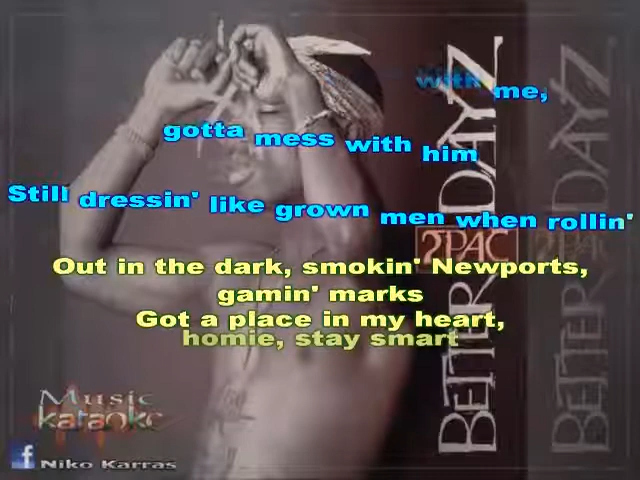 with me,
gotta mess with him
Still dressin' like grown men when rollin'
Out in the dark, smokin' Newports,
gamin' marks
Got a place in my heart,
homie, stay smart
2PAC
BETTER DAYZ
2PAC
BETTER DAYZ
Music
karaoke
f Niko Karras